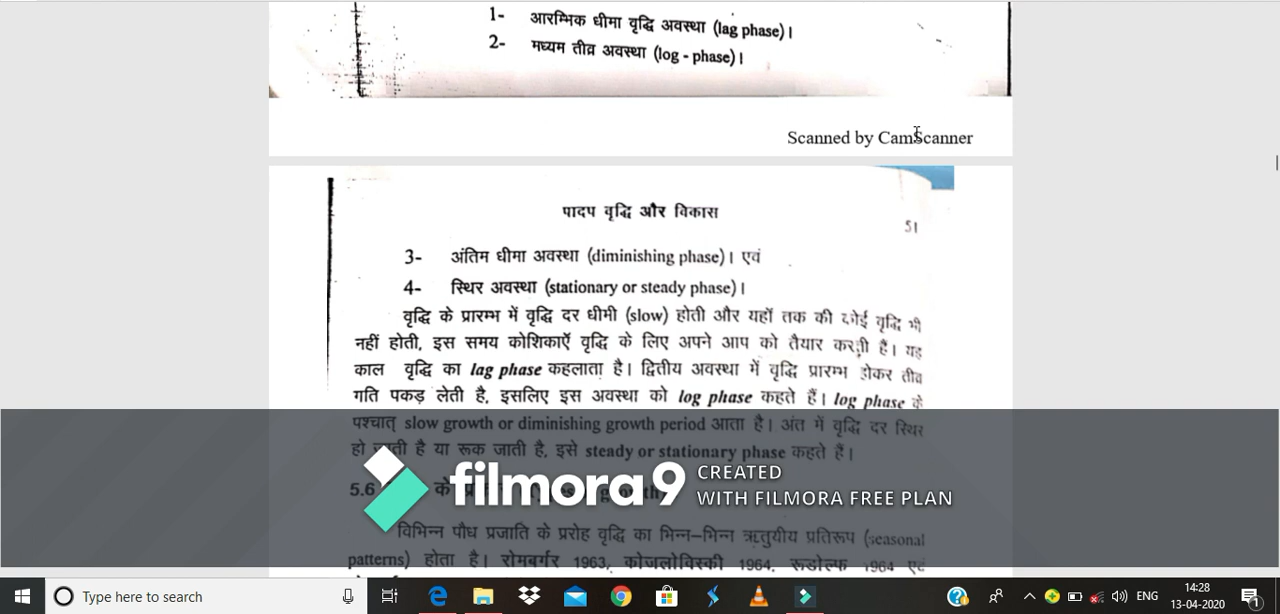 1- आरम्भिक धीमा वृद्धि अवस्था (lag phase)।
2- मध्यम तीव्र अवस्था (log - phase)।
Scanned by CamScanner
पादप वृद्धि और विकास
51
3- अंतिम धीमा अवस्था (diminishing phase)। एवं
4- स्थिर अवस्था (stationary or steady phase)।
वृद्धि के प्रारम्भ में वृद्धि दर धीमी (slow) होती और यहाँ तक की कोई वृद्धि भी
नहीं होती, इस समय कोशिकाएँ वृद्धि के लिए अपने आप को तैयार करती हैं। यह
काल वृद्धि का lag phase कहलाता है। द्वितीय अवस्था में वृद्धि प्रारम्भ होकर तीव्र
गति पकड़ लेती है, इसलिए इस अवस्था को log phase कहते हैं। log phase के
पश्चात् slow growth or diminishing growth period आता है। अंत में वृद्धि दर स्थिर
हो जाती है या रूक जाती है, इसे steady or stationary phase कहते हैं।
filmora9 CREATED
WITH FILMORA FREE PLAN
5.6
विभिन्न पौध प्रजाति के प्ररोह वृद्धि का भिन्न-भिन्न ऋतुयीय प्रतिरूप (seasonal
patterns) होता है। रोमबर्गर 1963, कोजलोविस्की 1964, रूडोल्फ 1964 एवं
Type here to search
ENG
14:28
13-04-2020